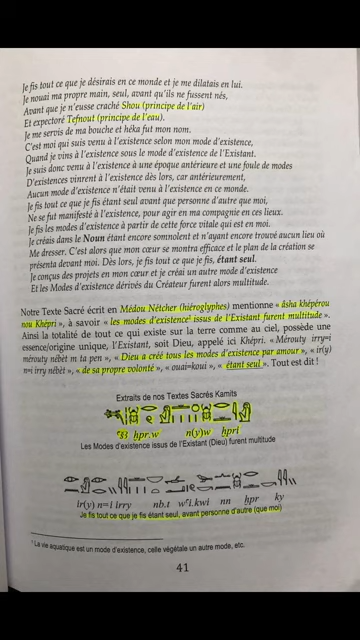 Je fis tout ce que je désirais en ce monde et je me dilatais en lui.
Je nouai ma propre main, seul, avant qu'ils ne fussent nés,
Avant que je n'eusse craché Shou (principe de l'air)
Et expectoré Tefnout (principe de l'eau).
Je me servis de ma bouche et hêka fut mon nom.
C'est moi qui suis venu à l'existence selon mon mode d'existence,
Quand je vins à l'existence sous le mode d'existence de l'Existant.
Je suis donc venu à l'existence à une époque antérieure et une foule de modes
D'existences vinrent à l'existence dès lors, car antérieurement,
Aucun mode d'existence n'était venu à l'existence en ce monde.
Je fis tout ce que je fis étant seul avant que personne d'autre que moi,
Ne se fut manifesté à l'existence, pour agir en ma compagnie en ces lieux.
Je fis les modes d'existence à partir de cette force vitale qui est en moi.
Je créais dans le Noun étant encore somnolent et n'ayant encore trouvé aucun lieu où
Me dresser. C'est alors que mon cœur se montra efficace et le plan de la création se
présenta devant moi. Dès lors, je fis tout ce que je fis, étant seul.
Je conçus des projets en mon cœur et je créai un autre mode d'existence
Et les Modes d'existence dérivés du Créateur furent alors multitude.
Notre Texte Sacré écrit en Médou Nétcher (hiéroglyphes) mentionne « âsha khépérou
nou Khépri », à savoir « les modes d'existence¹ issus de l'Existant furent multitude ».
Ainsi la totalité de tout ce qui existe sur la terre comme au ciel, possède une
essence/origine unique, l'Existant, soit Dieu, appelé ici Khépri. « Mérouty irry=i
mérouty nébèt m ta pen », « Dieu a créé tous les modes d'existence par amour », « ir(y)
n=i irry nébèt », « de sa propre volonté », « ouai=koui », « étant seul ». Tout est dit !
Extraits de nos Textes Sacrés Kamits
ꜥšꜣ ḫpr.w n(y)w ḫpri
Les Modes d'existence issus de l'Existant (Dieu) furent multitude
ir(y) n=i irry nb.t wꜥi.kwi nn ḫpr ky
Je fis tout ce que je fis étant seul, avant personne d'autre (que moi)
¹ La vie aquatique est un mode d'existence, celle végétale un autre mode, etc.
41